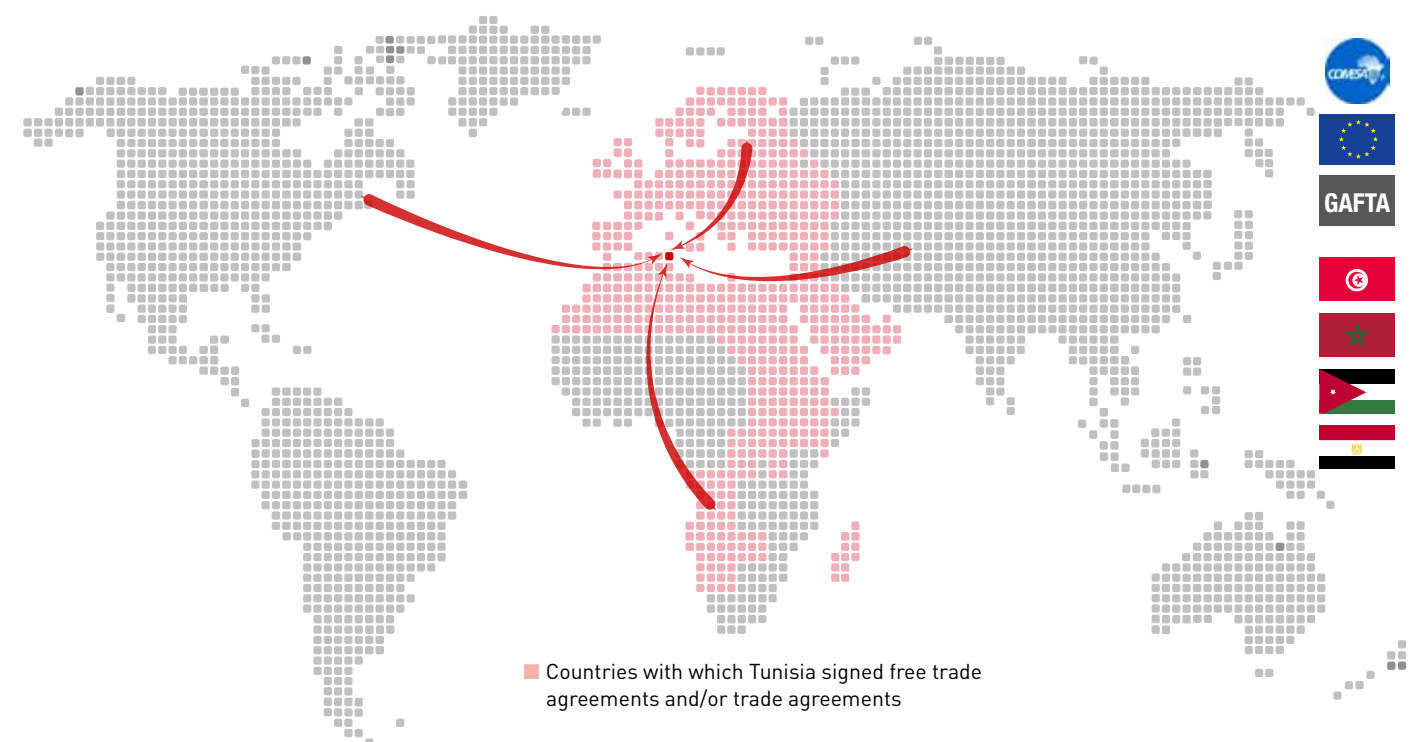 COMESA
GAFTA
Countries with which Tunisia signed free trade
agreements and/or trade agreements